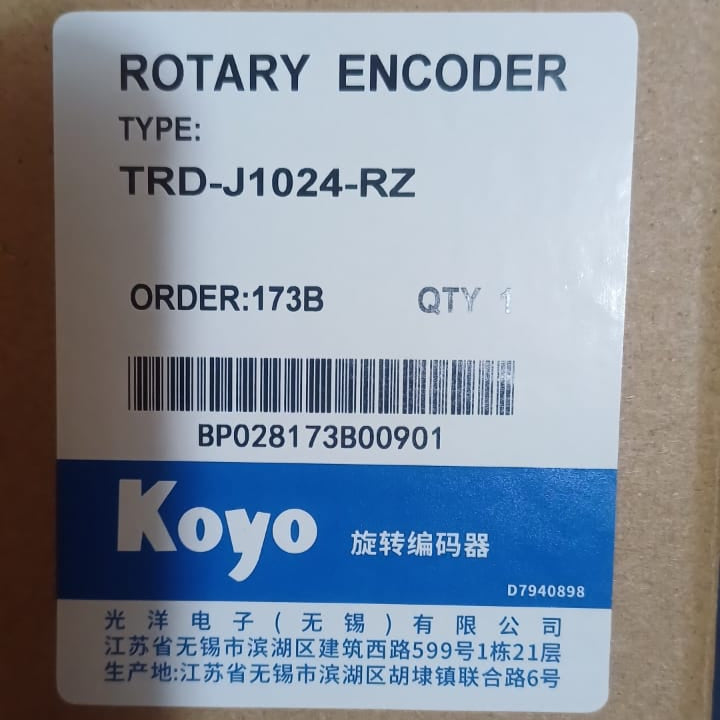 ROTARY ENCODER
TYPE:
TRD-J1024-RZ
ORDER:173B QTY 1
BP028173B00901
Koyo 旋转编码器
D7940898
光洋电子(无锡)有限公司
江苏省无锡市滨湖区建筑西路599号1栋21层
生产地:江苏省无锡市滨湖区胡埭镇联合路6号